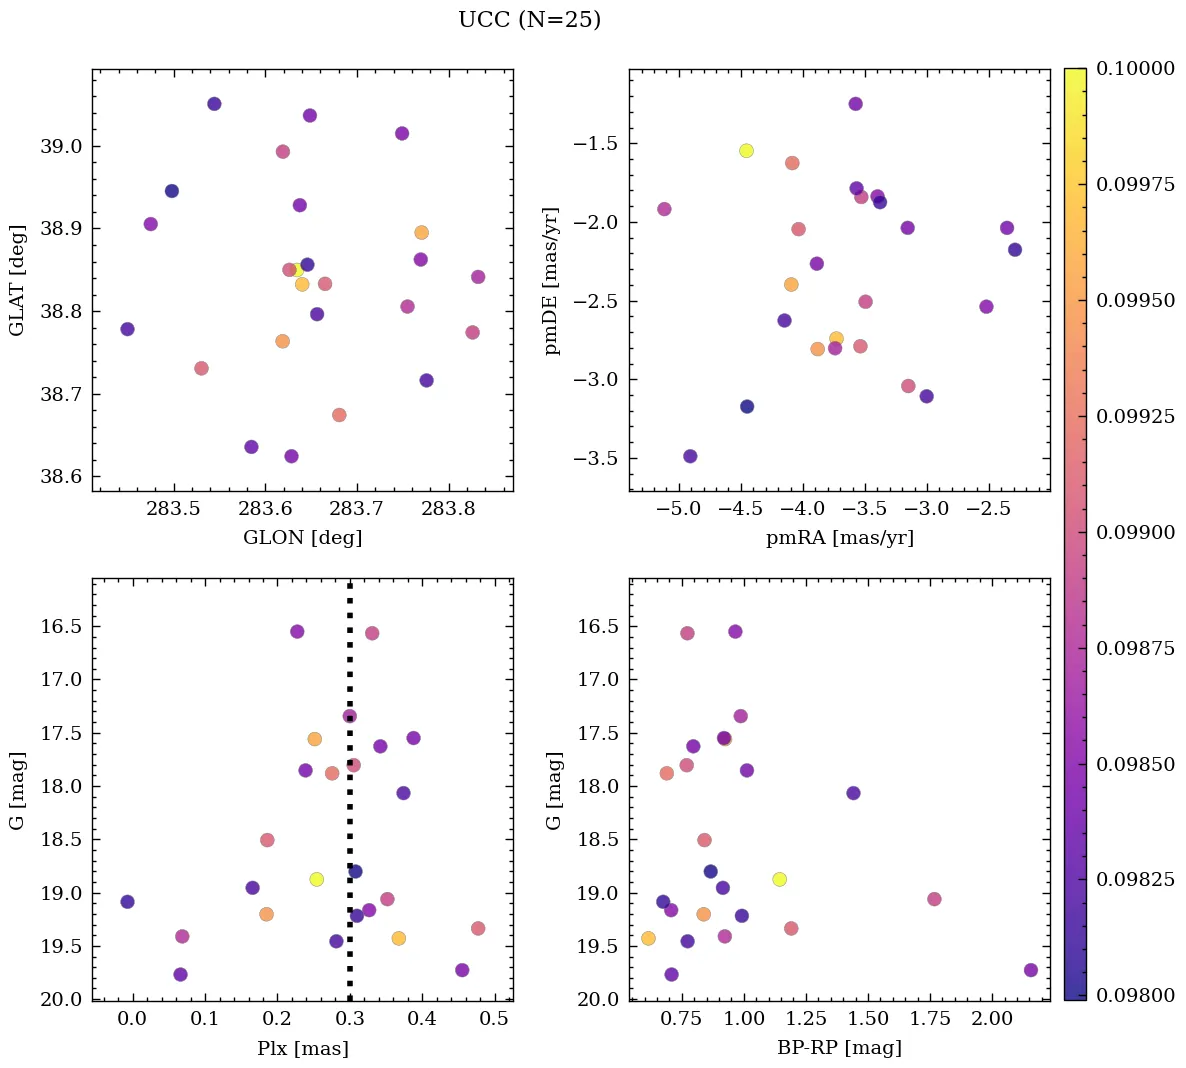 UCC (N=25)
39.0
38.9
38.8
38.7
38.6
GLAT [deg]
283.5 283.6 283.7 283.8
GLON [deg]
−1.5
−2.0
−2.5
−3.0
−3.5
pmDE [mas/yr]
−5.0 −4.5 −4.0 −3.5 −3.0 −2.5
pmRA [mas/yr]
16.5
17.0
17.5
18.0
18.5
19.0
19.5
20.0
G [mag]
0.0 0.1 0.2 0.3 0.4 0.5
Plx [mas]
16.5
17.0
17.5
18.0
18.5
19.0
19.5
20.0
G [mag]
0.75 1.00 1.25 1.50 1.75 2.00
BP-RP [mag]
0.10000
0.09975
0.09950
0.09925
0.09900
0.09875
0.09850
0.09825
0.09800